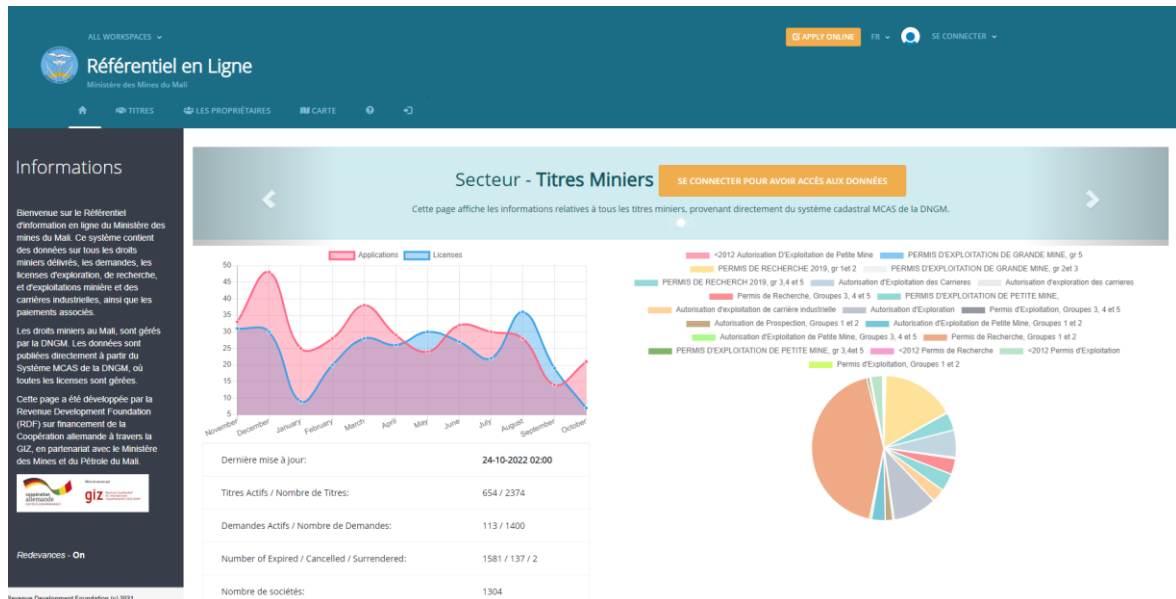 ALL WORKSPACES
APPLY ONLINE FR SE CONNECTER
Référentiel en Ligne
Ministère des Mines du Mali
TITRES LES PROPRIÉTAIRES CARTE
Informations
Bienvenue sur le Référentiel
d'information en ligne du Ministère des
mines du Mali. Ce système contient
des données sur tous les droits
miniers délivrés, les demandes, les
licenses d'exploration, de recherche,
et d'exploitations minière et des
carrières industrielles, ainsi que les
paiements associés.
Les droits miniers au Mali, sont gérés
par la DNGM. Les données sont
publiées directement à partir du
Système MCAS de la DNGM, où
toutes les licenses sont gérées.
Cette page a été développée par la
Revenue Development Foundation
(RDF) sur financement de la
Coopération allemande à travers la
GIZ, en partenariat avec le Ministère
des Mines et du Pétrole du Mali.
coopération
allemande
giz
Redevances - On
Revenue Development Foundation (c) 2021
Secteur - Titres Miniers SE CONNECTER POUR AVOIR ACCÈS AUX DONNÉES
Cette page affiche les informations relatives à tous les titres miniers, provenant directement du système cadastral MCAS de la DNGM.
Applications Licenses
50
45
40
35
30
25
20
15
10
5
November December January February March April May June July August September October
Dernière mise à jour: 24-10-2022 02:00
Titres Actifs / Nombre de Titres: 654 / 2374
Demandes Actifs / Nombre de Demandes: 113 / 1400
Number of Expired / Cancelled / Surrendered: 1581 / 137 / 2
Nombre de sociétés: 1304
<2012 Autorisation D'Exploitation de Petite Mine PERMIS D'EXPLOITATION DE GRANDE MINE, gr 5
PERMIS DE RECHERCHE 2019, gr 1et 2 PERMIS D'EXPLOITATION DE GRANDE MINE, gr 2et 3
PERMIS DE RECHERCH 2019, gr 3,4 et 5 Autorisation d'Exploitation des Carrieres Autorisation d'exploration des carrieres
Permis de Recherche, Groupes 3, 4 et 5 PERMIS D'EXPLOITATION DE PETITE MINE,
Autorisation d'exploitation de carrière industrielle Autorisation d'Exploration Permis d'Exploitation, Groupes 3, 4 et 5
Autorisation de Prospection, Groupes 1 et 2 Autorisation d'Exploitation de Petite Mine, Groupes 1 et 2
Autorisation d'Exploitation de Petite Mine, Groupes 3, 4 et 5 Permis de Recherche, Groupes 1 et 2
PERMIS D'EXPLOITATION DE PETITE MINE, gr 3,4et 5 <2012 Permis de Recherche <2012 Permis d'Exploitation
Permis d'Exploitation, Groupes 1 et 2